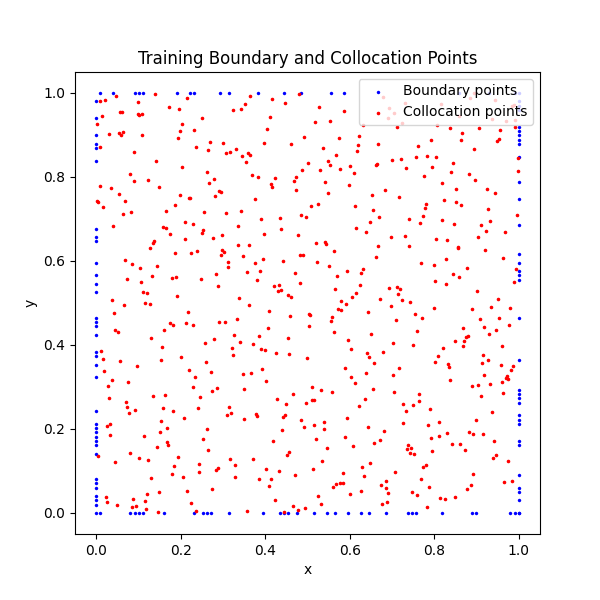 Training Boundary and Collocation Points
Boundary points
Collocation points
1.0
0.8
0.6
0.4
0.2
0.0
y
0.0 0.2 0.4 0.6 0.8 1.0
x